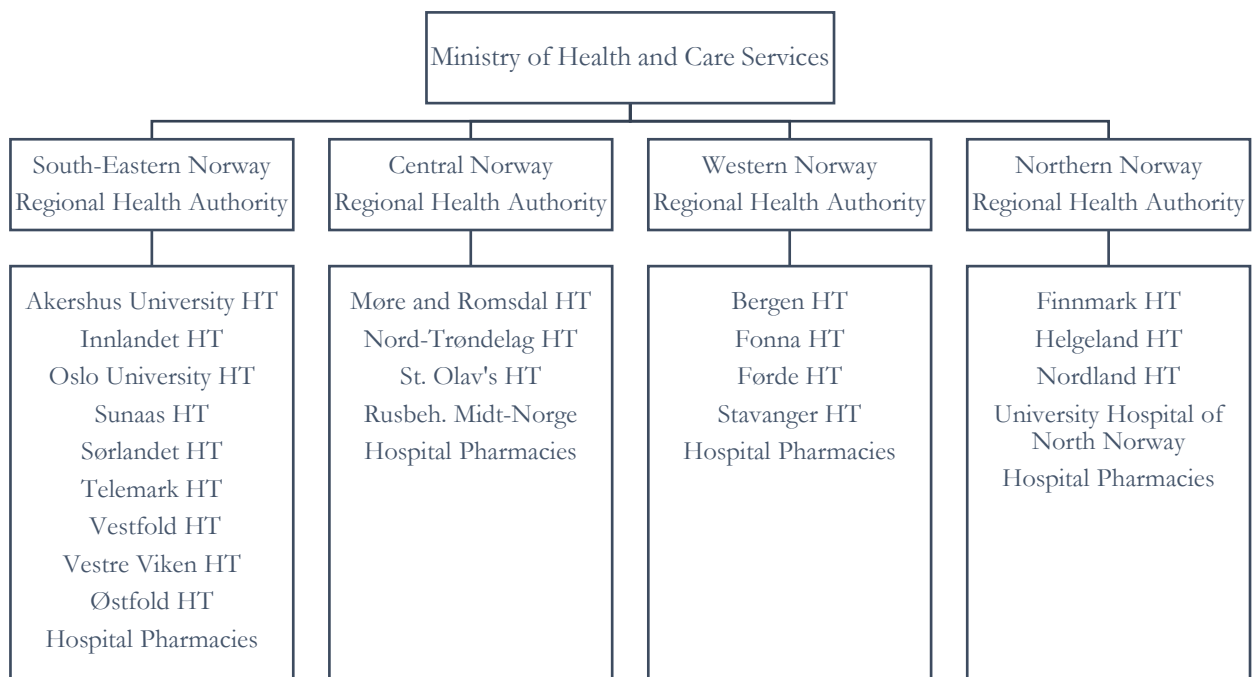 Ministry of Health and Care Services
South-Eastern Norway
Regional Health Authority
Central Norway
Regional Health Authority
Western Norway
Regional Health Authority
Northern Norway
Regional Health Authority
Akershus University HT
Innlandet HT
Oslo University HT
Sunaas HT
Sørlandet HT
Telemark HT
Vestfold HT
Vestre Viken HT
Østfold HT
Hospital Pharmacies
Møre and Romsdal HT
Nord-Trøndelag HT
St. Olav's HT
Rusbeh. Midt-Norge
Hospital Pharmacies
Bergen HT
Fonna HT
Førde HT
Stavanger HT
Hospital Pharmacies
Finnmark HT
Helgeland HT
Nordland HT
University Hospital of
North Norway
Hospital Pharmacies